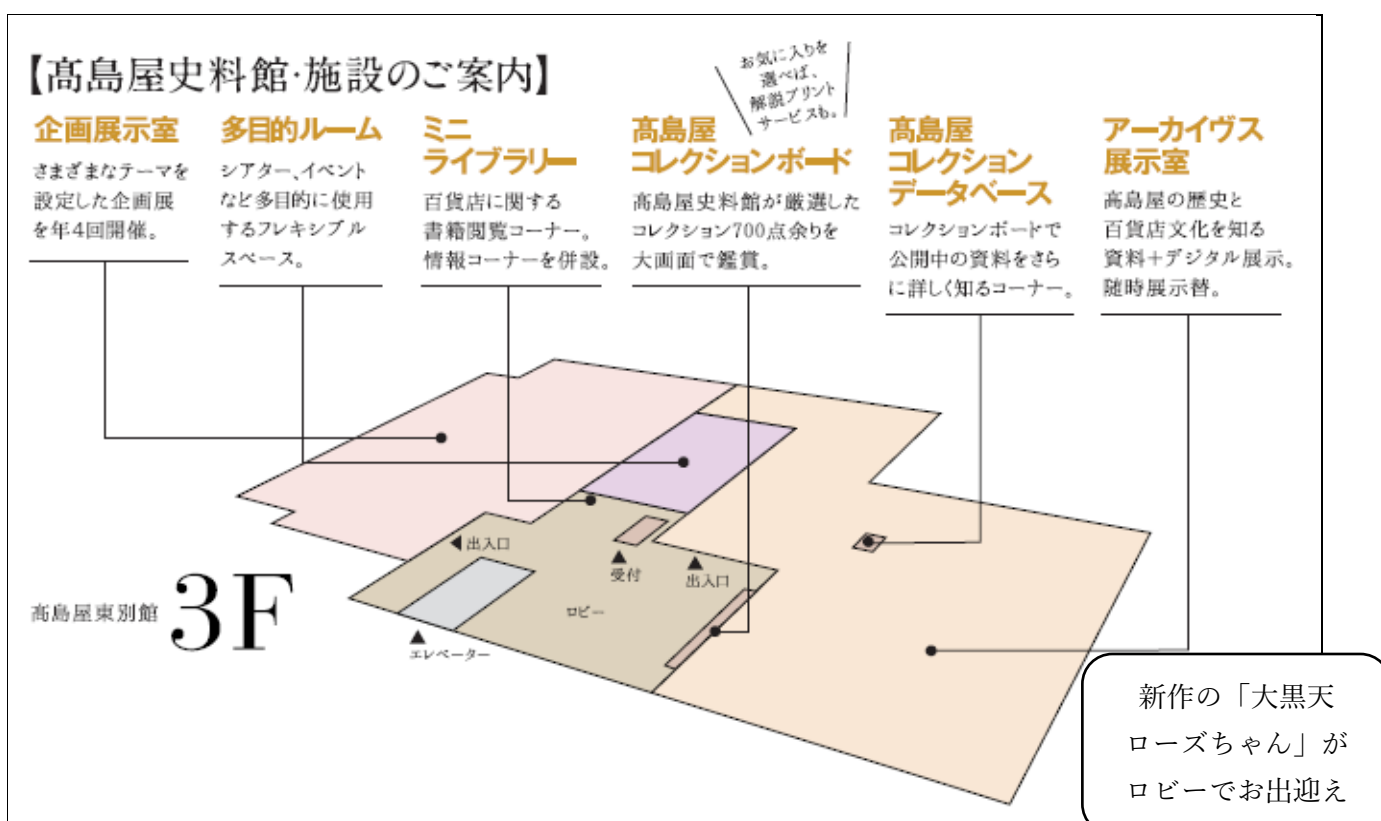 【髙島屋史料館・施設のご案内】
お気に入りを
選べば、
解説プリント
サービスも。
企画展示室
さまざまなテーマを
設定した企画展
を年4回開催。
多目的ルーム
シアター、イベント
など多目的に使用
するフレキシブル
スペース。
ミニ
ライブラリー
百貨店に関する
書籍閲覧コーナー。
情報コーナーを併設。
髙島屋
コレクションボード
髙島屋史料館が厳選した
コレクション700点余りを
大画面で鑑賞。
髙島屋
コレクション
データベース
コレクションボードで
公開中の資料をさら
に詳しく知るコーナー。
アーカイヴス
展示室
髙島屋の歴史と
百貨店文化を知る
資料＋デジタル展示。
随時展示替。
◀出入口
▲
受付
▲
出入口
ロビー
▲
エレベーター
髙島屋東別館 3F
新作の「大黒天
ローズちゃん」が
ロビーでお出迎え